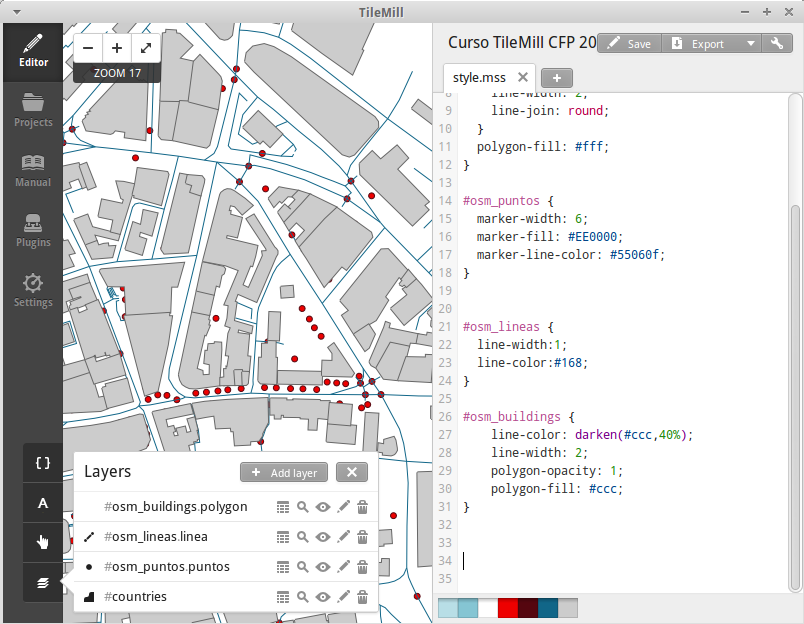 TileMill
Editor
Projects
Manual
Plugins
Settings
{ }
A
ZOOM 17
Layers
Add layer
#osm_buildings.polygon
#osm_lineas.linea
#osm_puntos.puntos
#countries
Curso TileMill CFP 20
Save
Export
style.mss
8 line-width: 2;
9 line-join: round;
10 }
11 polygon-fill: #fff;
12 }
13
14 #osm_puntos {
15 marker-width: 6;
16 marker-fill: #EE0000;
17 marker-line-color: #55060f;
18 }
19
20
21 #osm_lineas {
22 line-width:1;
23 line-color:#168;
24 }
25
26 #osm_buildings {
27 line-color: darken(#ccc,40%);
28 line-width: 2;
29 polygon-opacity: 1;
30 polygon-fill: #ccc;
31 }
32
33
34
35